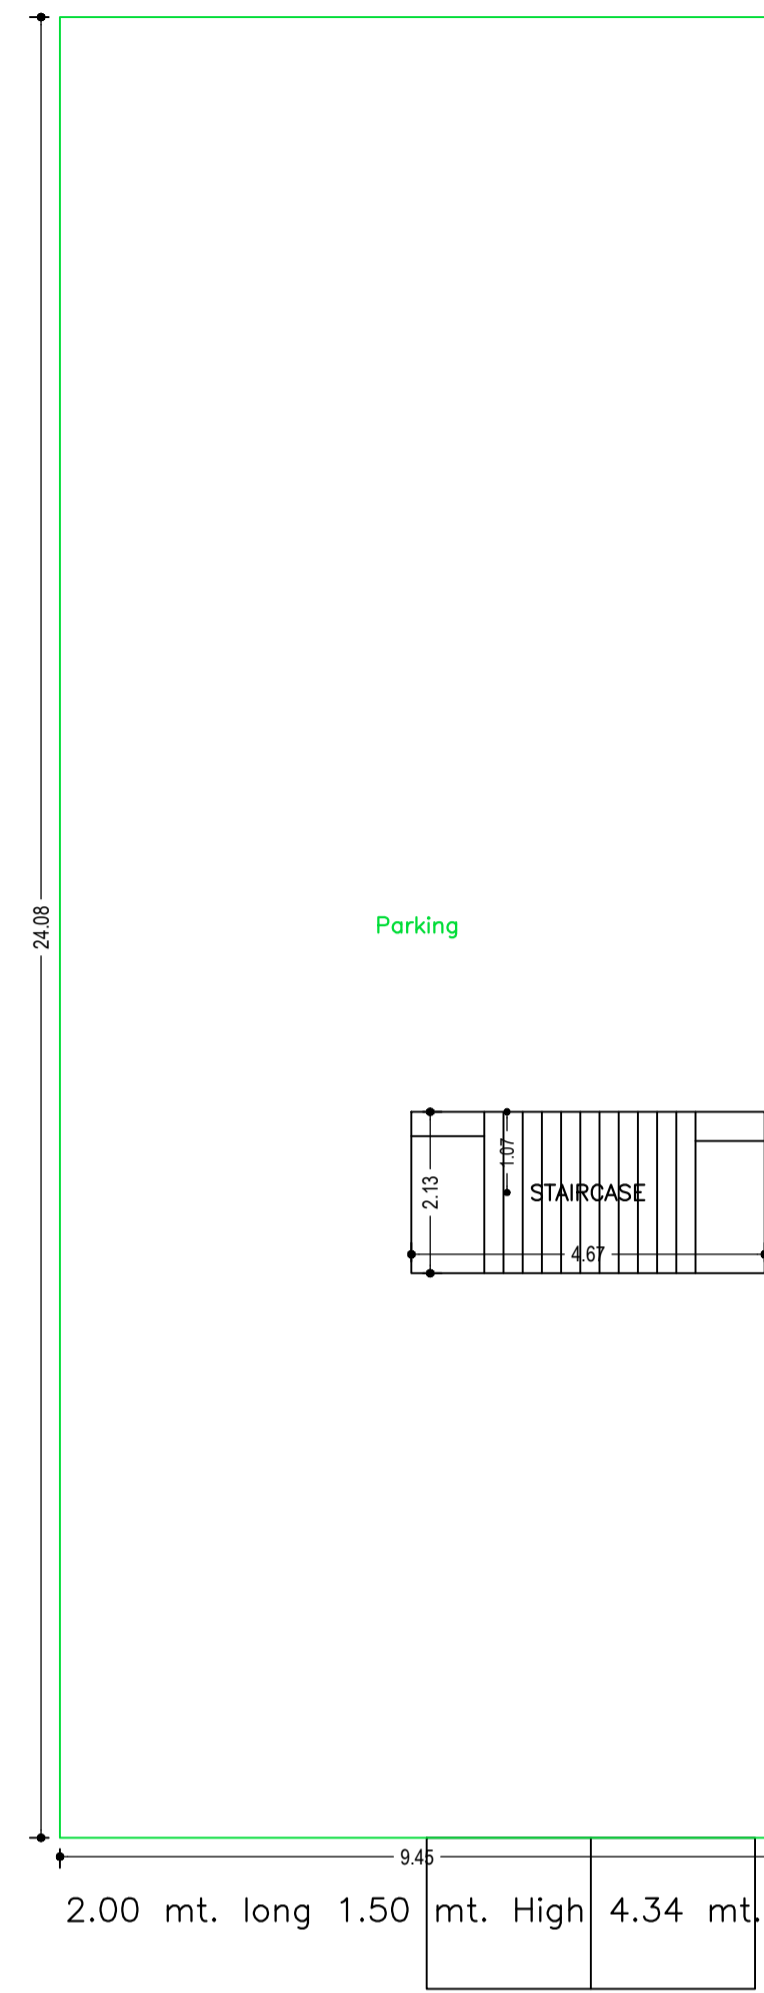 24.08
Parking
1.07
2.13
STAIRCASE
4.67
9.45
2.00 mt. long 1.50 mt. High 4.34 mt.